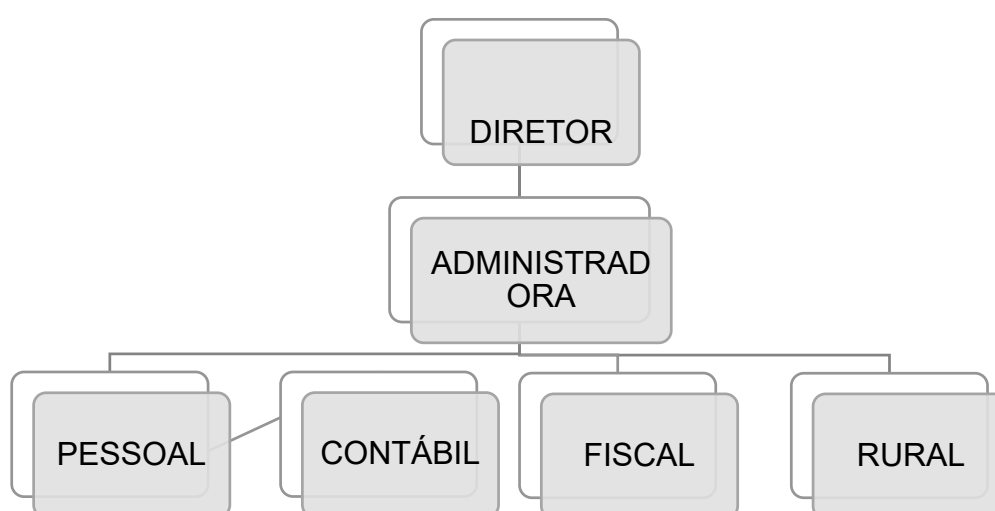 DIRETOR
ADMINISTRAD
ORA
PESSOAL
CONTÁBIL
FISCAL
RURAL